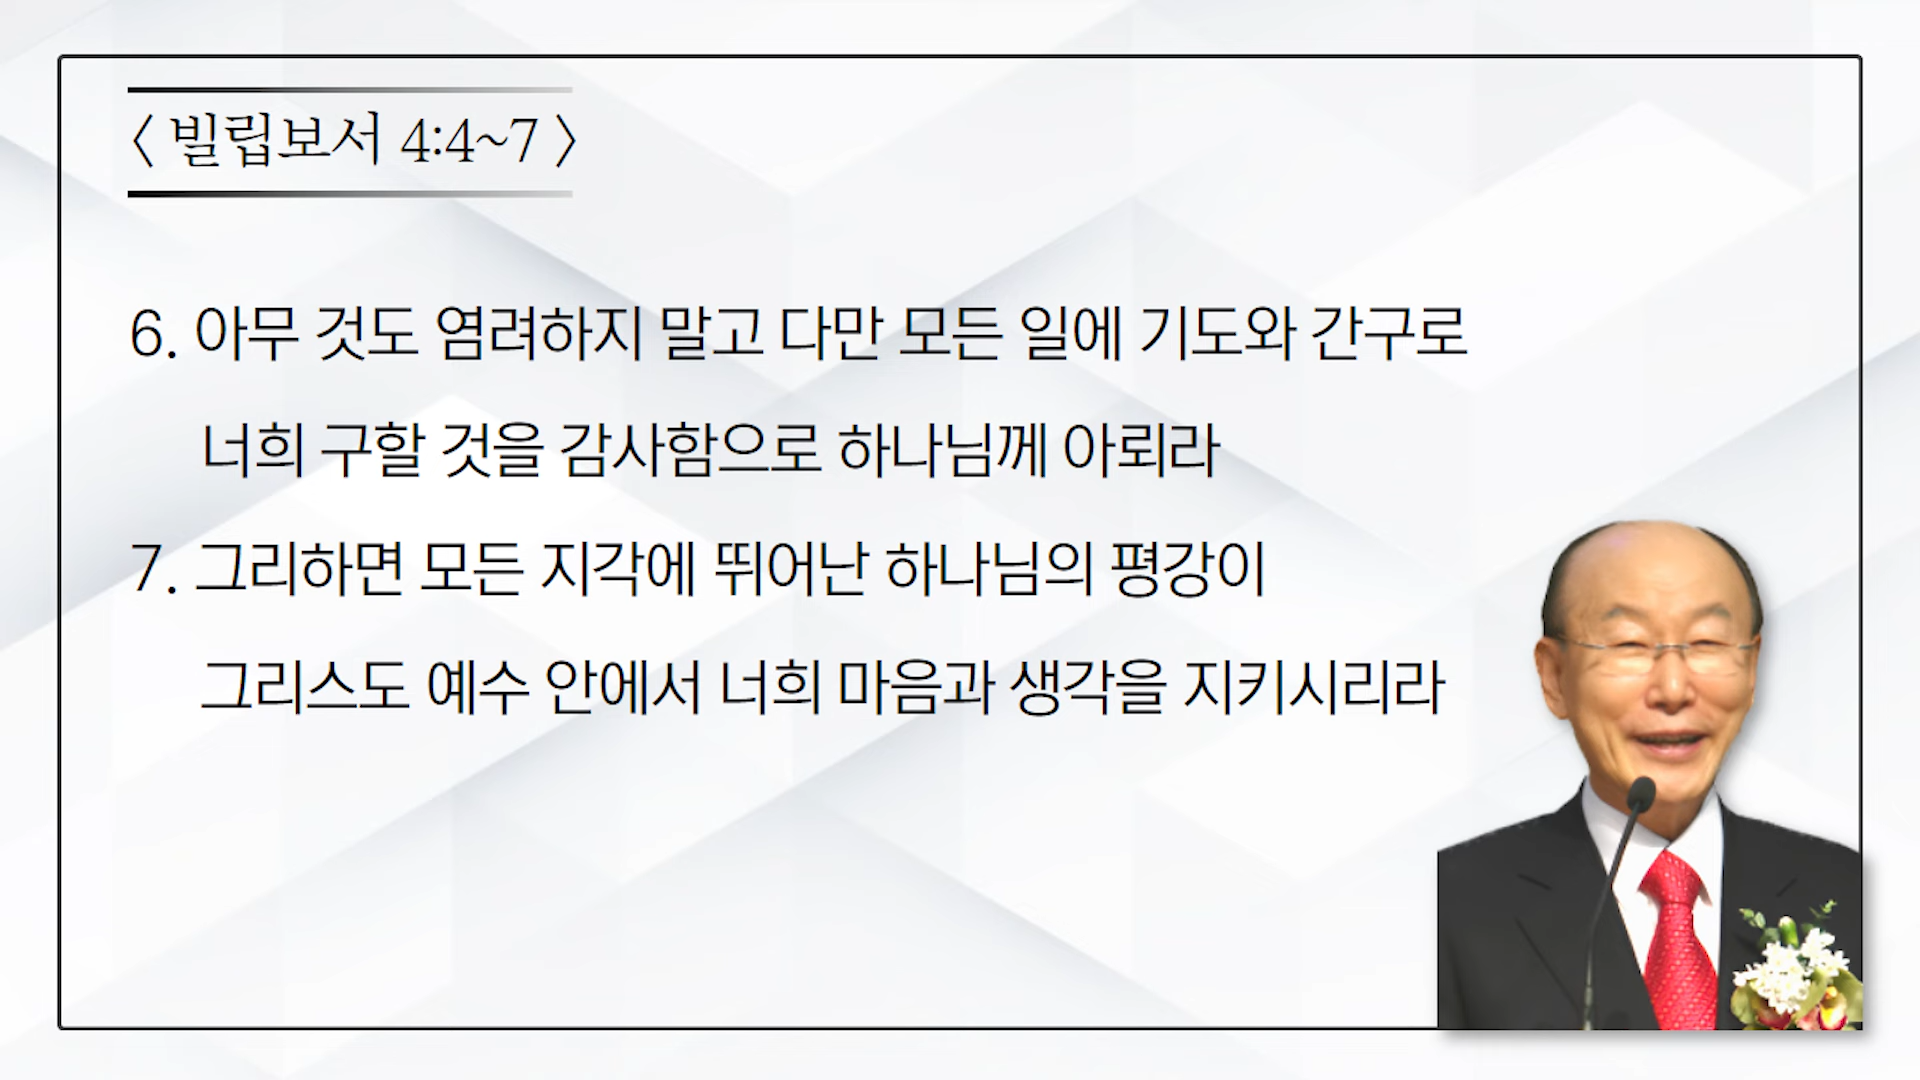 〈 빌립보서 4:4~7 〉
6. 아무 것도 염려하지 말고 다만 모든 일에 기도와 간구로
너희 구할 것을 감사함으로 하나님께 아뢰라
7. 그리하면 모든 지각에 뛰어난 하나님의 평강이
그리스도 예수 안에서 너희 마음과 생각을 지키시리라